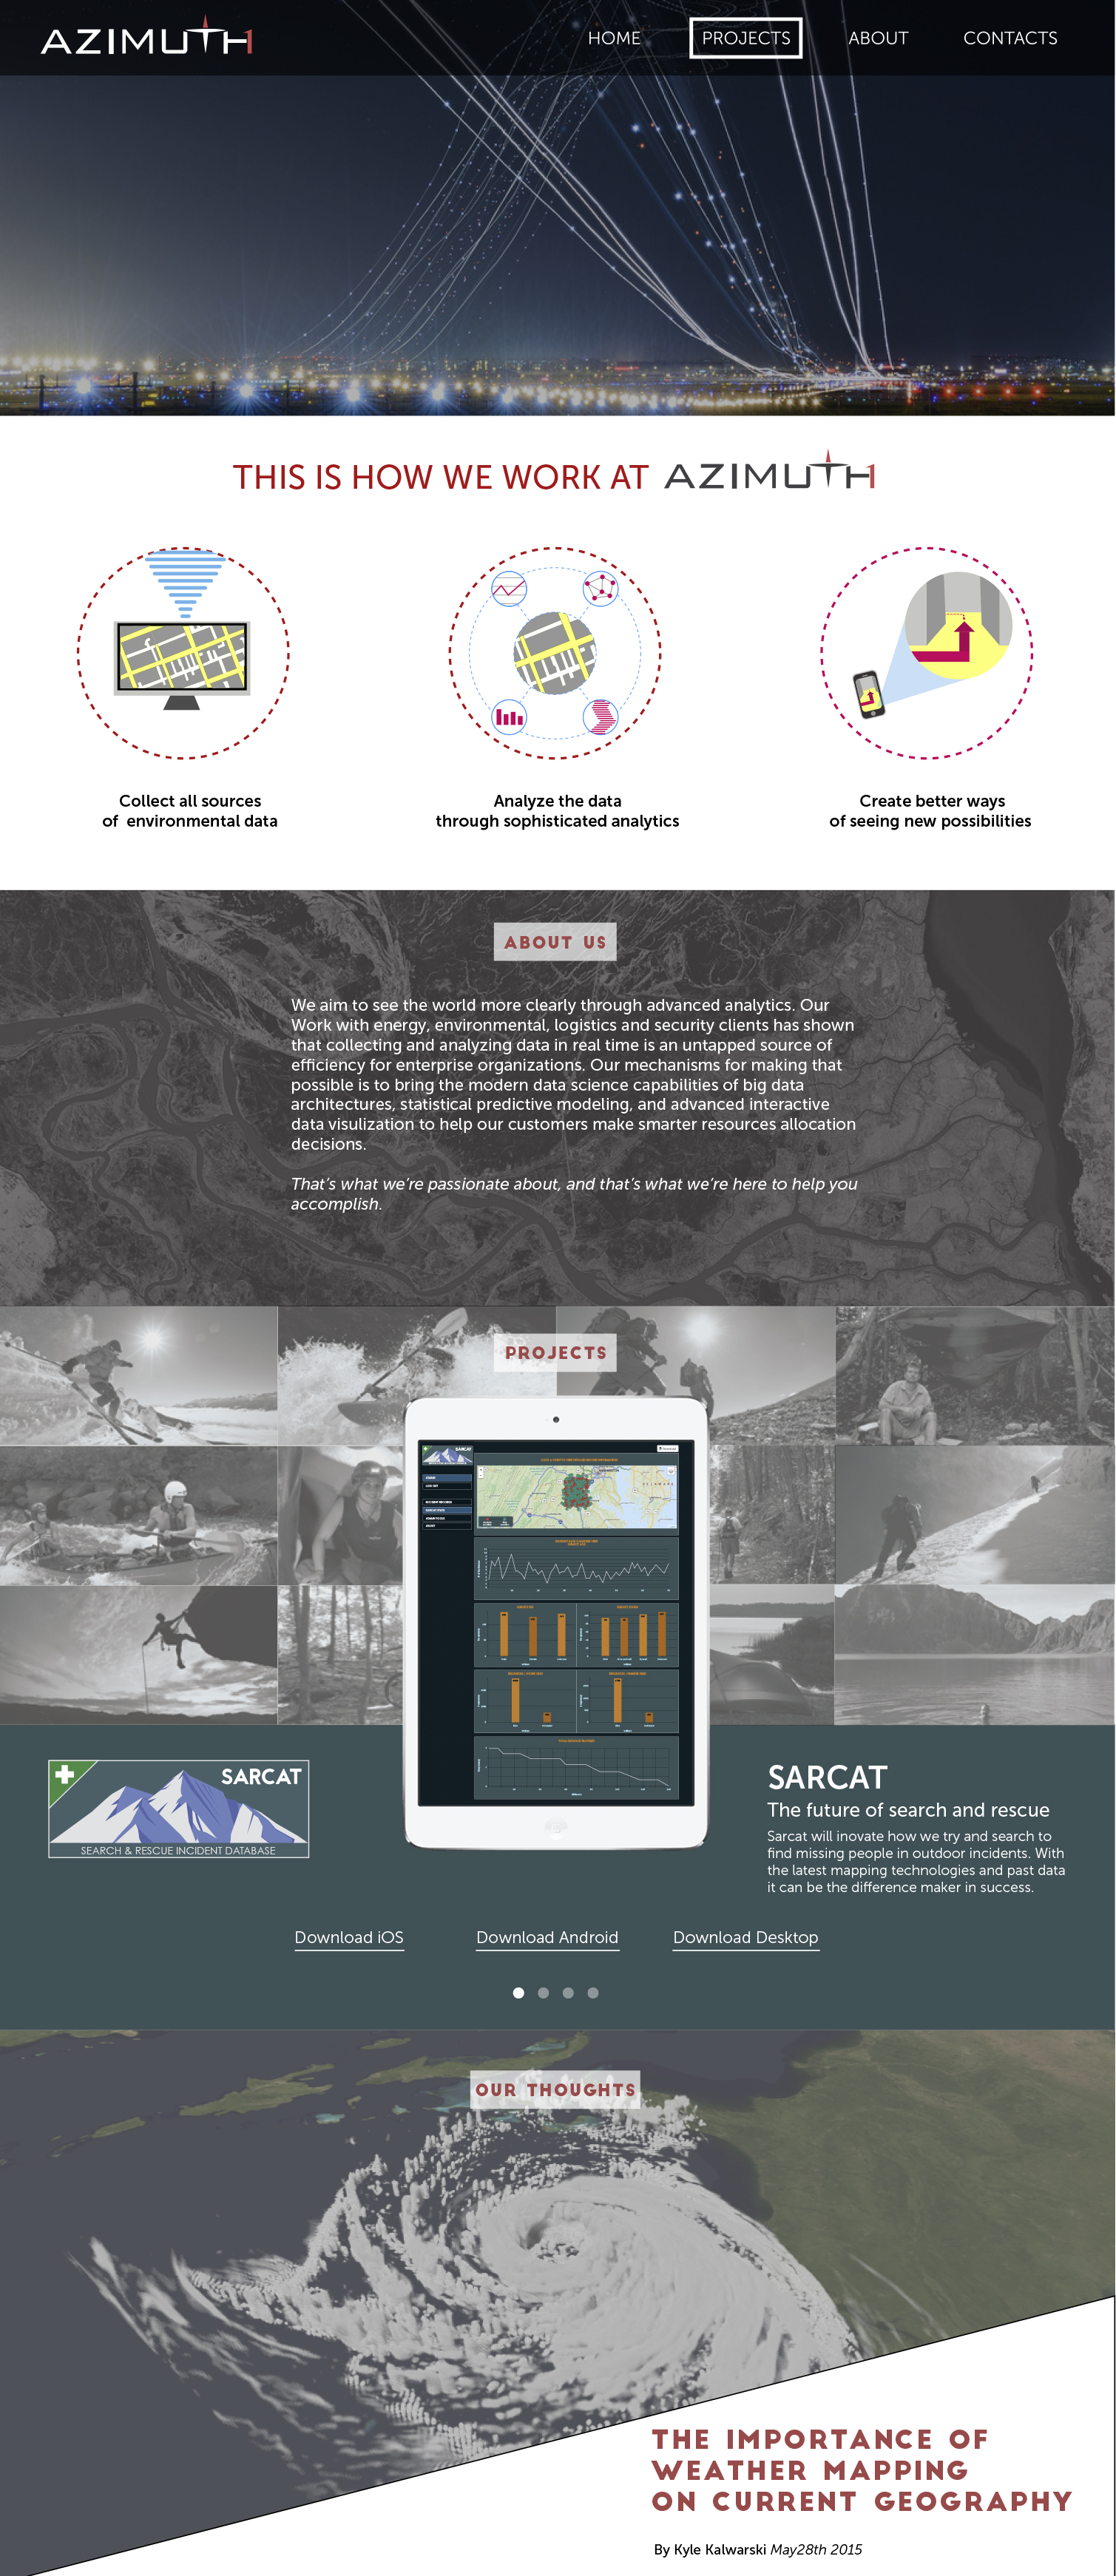 AZIMUTH1
HOME
PROJECTS
ABOUT
CONTACTS
THIS IS HOW WE WORK AT AZIMUTH1
Collect all sources
of environmental data
Analyze the data
through sophisticated analytics
Create better ways
of seeing new possibilities
ABOUT US
We aim to see the world more clearly through advanced analytics. Our
Work with energy, environmental, logistics and security clients has shown
that collecting and analyzing data in real time is an untapped source of
efficiency for enterprise organizations. Our mechanisms for making that
possible is to bring the modern data science capabilities of big data
architectures, statistical predictive modeling, and advanced interactive
data visulization to help our customers make smarter resources allocation
decisions.
That's what we're passionate about, and that's what we're here to help you
accomplish.
PROJECTS
SARCAT
SARCAT
SEARCH & RESCUE INCIDENT DATABASE
SARCAT
The future of search and rescue
Sarcat will inovate how we try and search to
find missing people in outdoor incidents. With
the latest mapping technologies and past data
it can be the difference maker in success.
Download iOS
Download Android
Download Desktop
OUR THOUGHTS
THE IMPORTANCE OF
WEATHER MAPPING
ON CURRENT GEOGRAPHY
By Kyle Kalwarski May28th 2015